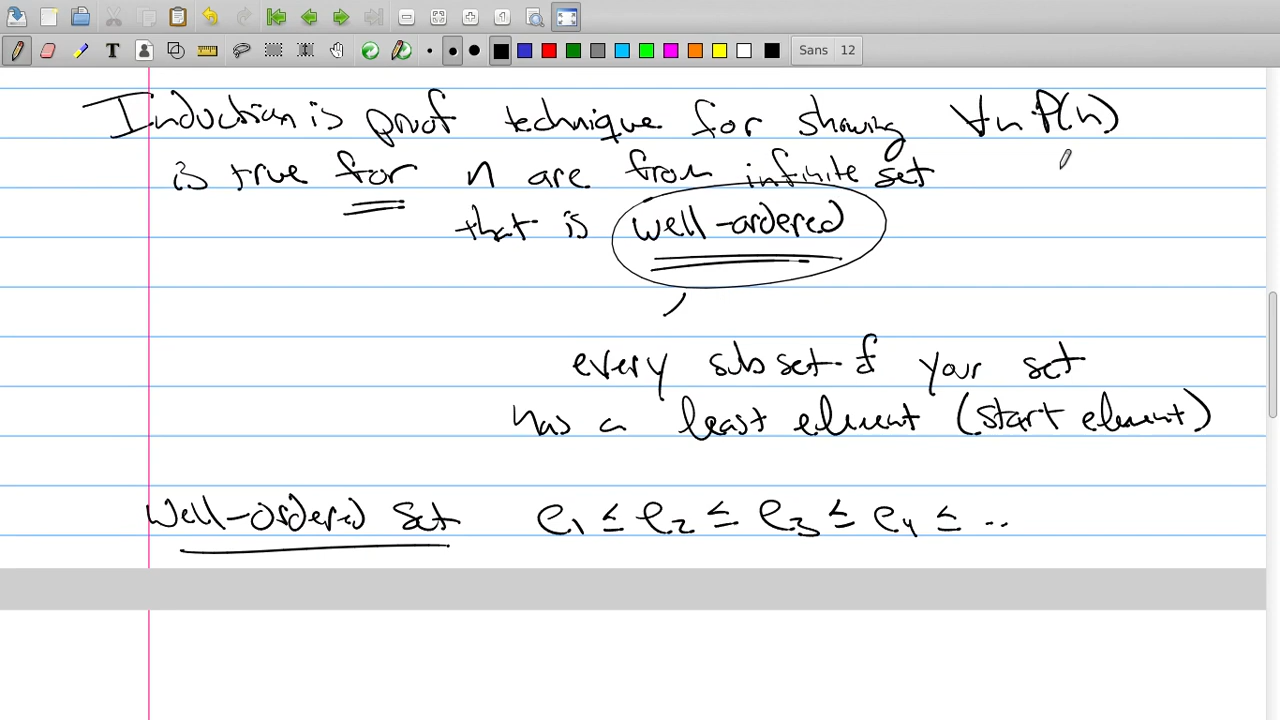 Sans 12
Induction is proof technique for showing ∀n P(n)
is true for n are from infinite set
that is well-ordered
every subset of your set
has a least element (start element)
Well-ordered Set e1 ≤ e2 ≤ e3 ≤ e4 ≤ ..